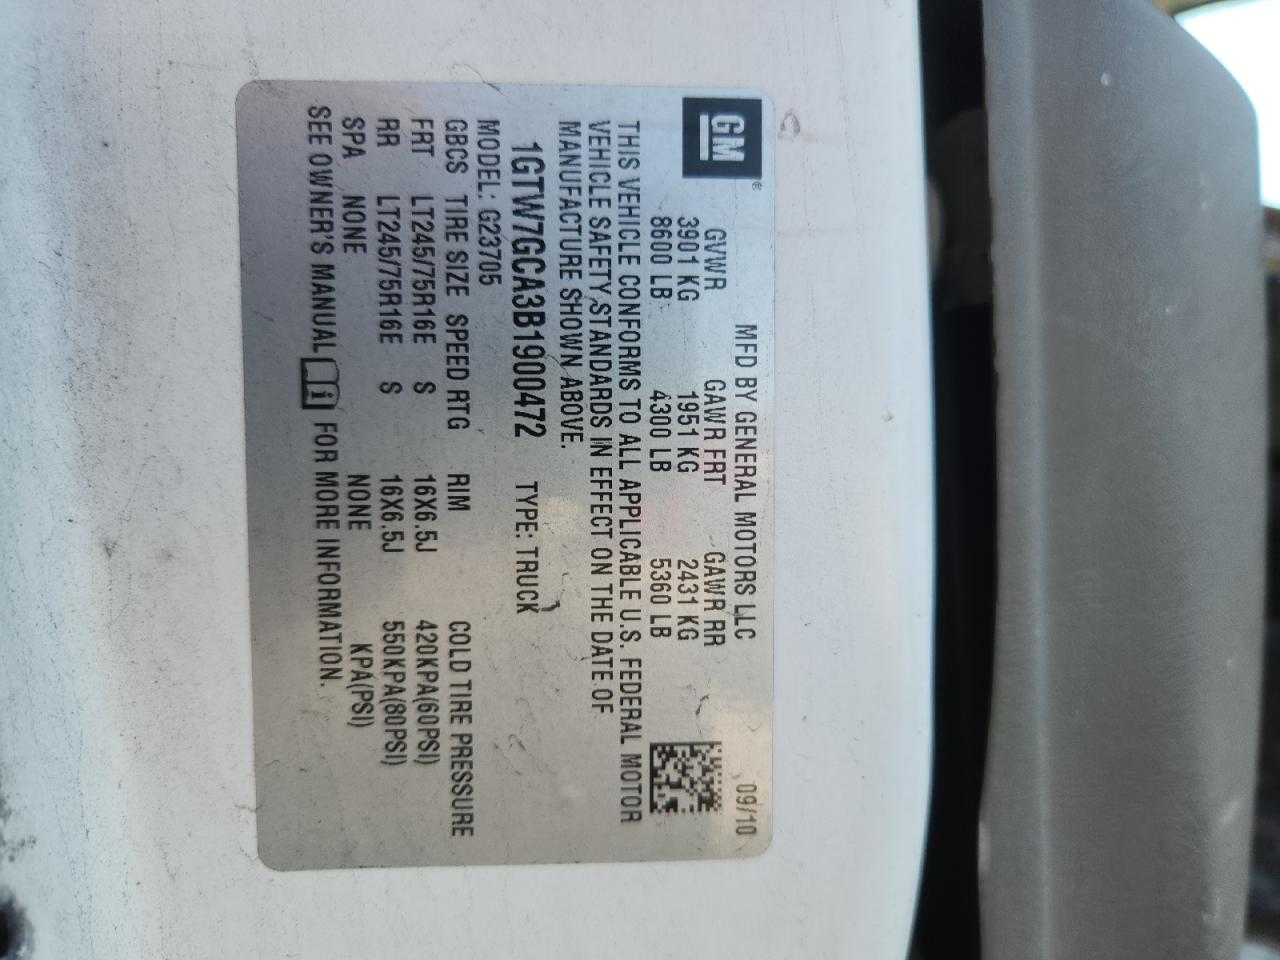 GM®
MFD BY GENERAL MOTORS LLC 09/10
GVWR GAWR FRT GAWR RR
3901 KG 1951 KG 2431 KG
8600 LB 4300 LB 5360 LB
THIS VEHICLE CONFORMS TO ALL APPLICABLE U.S. FEDERAL MOTOR
VEHICLE SAFETY STANDARDS IN EFFECT ON THE DATE OF
MANUFACTURE SHOWN ABOVE.
1GTW7GCA3B1900472 TYPE: TRUCK
MODEL: G23705
GBCS TIRE SIZE SPEED RTG RIM COLD TIRE PRESSURE
FRT LT245/75R16E S 16X6.5J 420KPA(60PSI)
RR LT245/75R16E S 16X6.5J 550KPA(80PSI)
SPA NONE NONE KPA(PSI)
SEE OWNER'S MANUAL i FOR MORE INFORMATION.